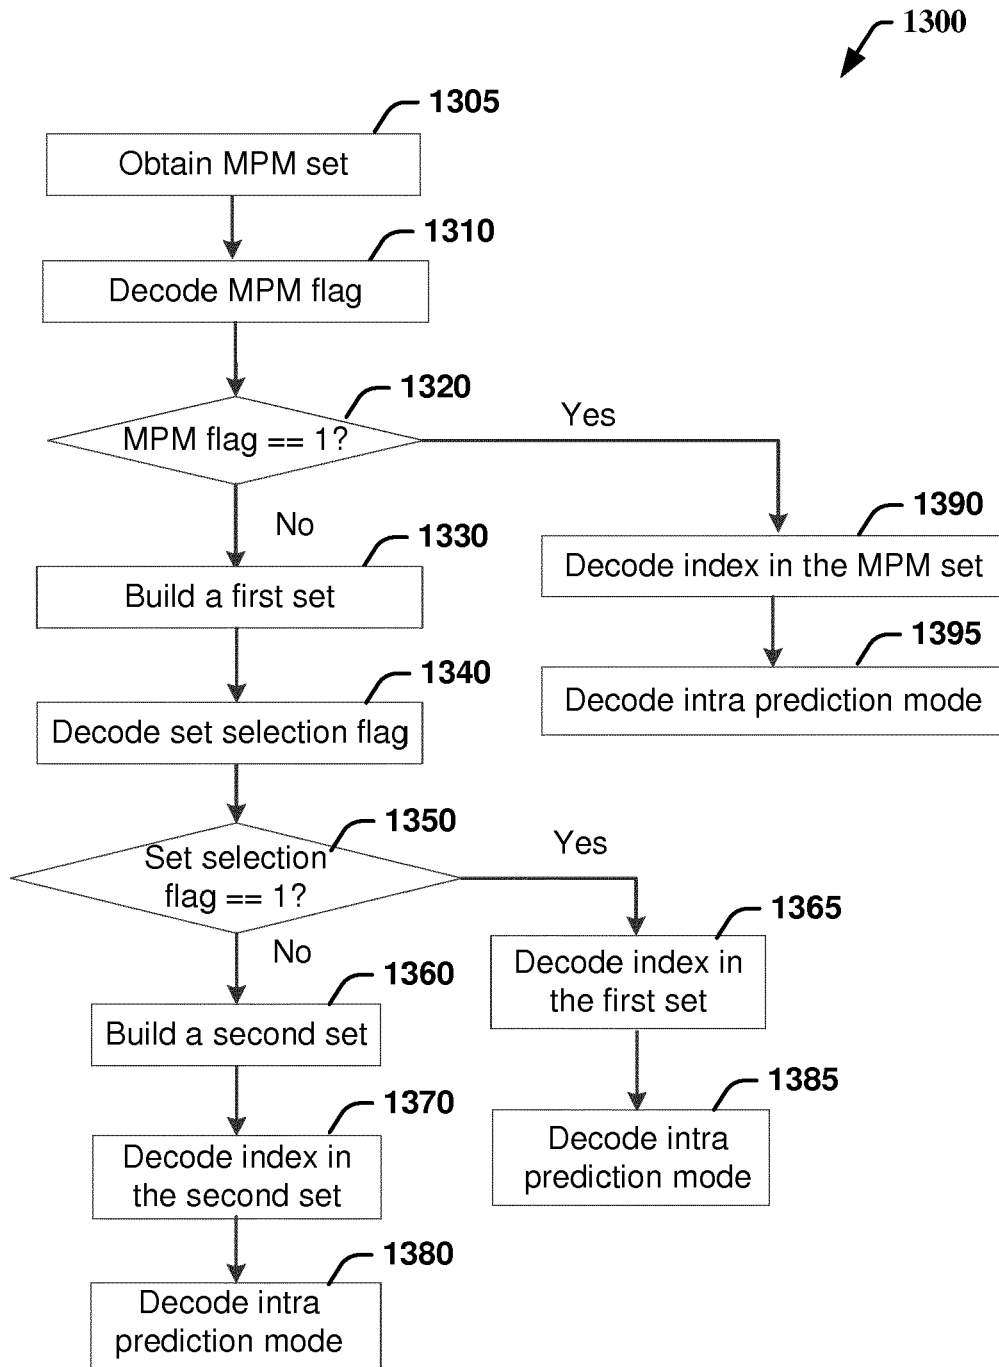 1300
1305
Obtain MPM set
1310
Decode MPM flag
1320
MPM flag == 1?
Yes
No
1330
Build a first set
1390
Decode index in the MPM set
1395
Decode intra prediction mode
1340
Decode set selection flag
1350
Set selection
flag == 1?
Yes
No
1365
Decode index in
the first set
1360
Build a second set
1385
Decode intra
prediction mode
1370
Decode index in
the second set
1380
Decode intra
prediction mode